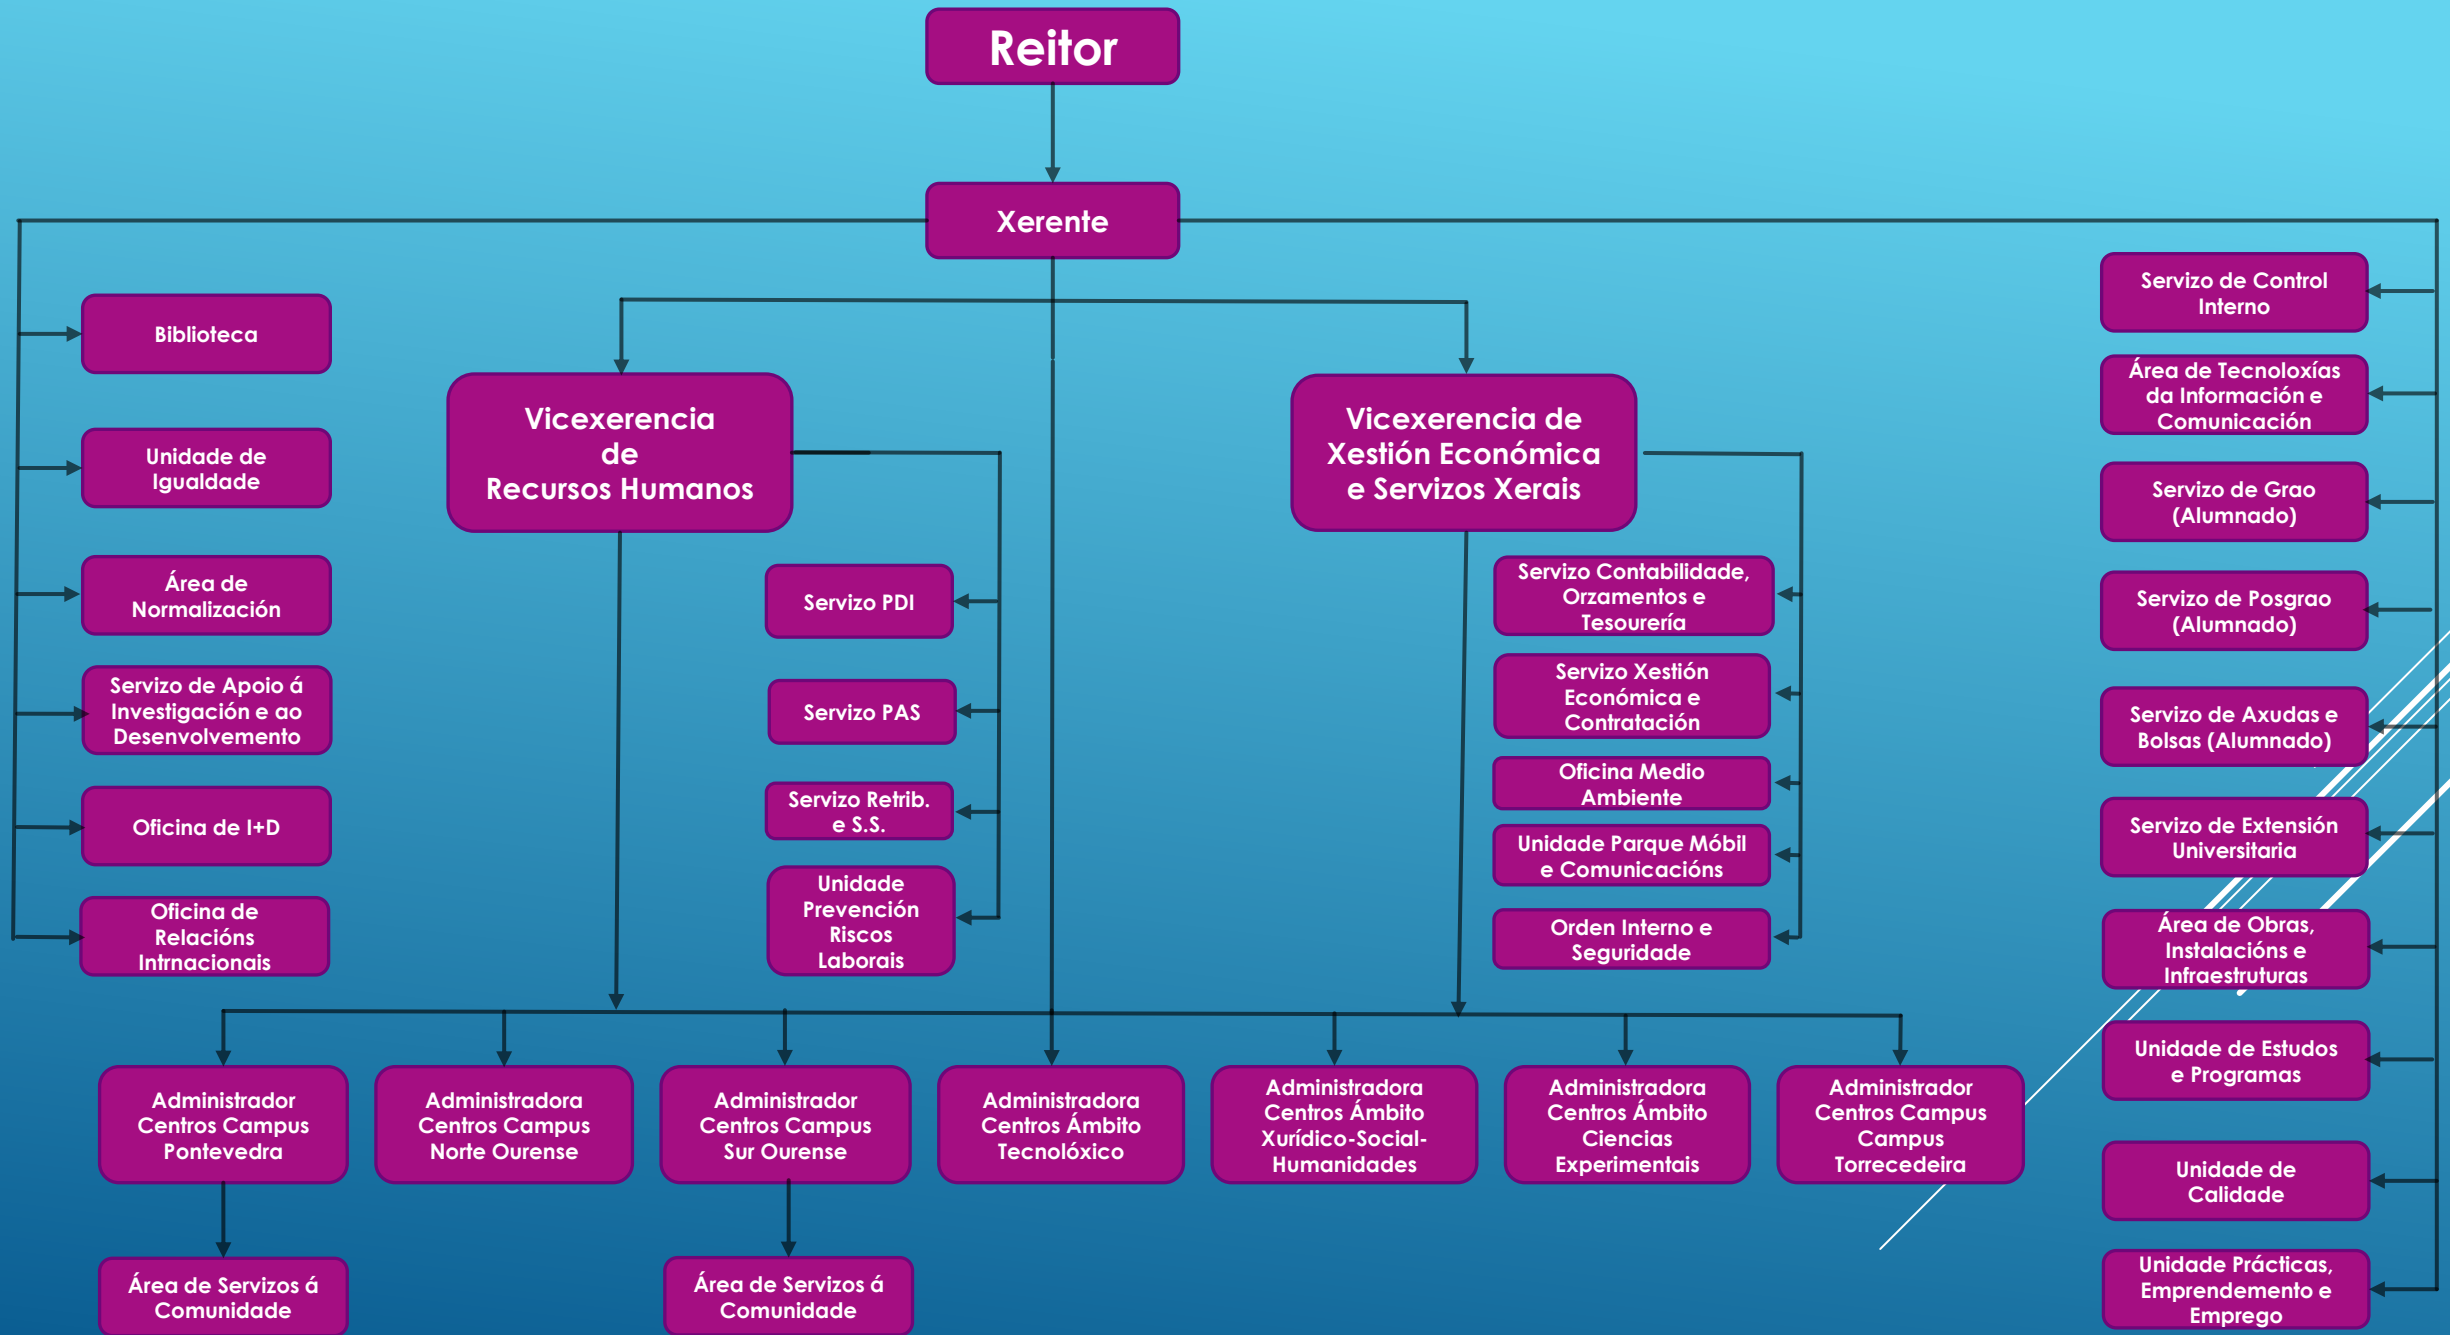 Reitor
Xerente
Biblioteca
Unidade de
Igualdade
Área de
Normalización
Servizo de Apoio á
Investigación e ao
Desenvolvemento
Oficina de I+D
Oficina de
Relacións
Intrnacionais
Vicexerencia
de
Recursos Humanos
Servizo PDI
Servizo PAS
Servizo Retrib.
e S.S.
Unidade
Prevención
Riscos
Laborais
Vicexerencia de
Xestión Económica
e Servizos Xerais
Servizo Contabilidade,
Orzamentos e
Tesourería
Servizo Xestión
Económica e
Contratación
Oficina Medio
Ambiente
Unidade Parque Móbil
e Comunicacións
Orden Interno e
Seguridade
Servizo de Control
Interno
Área de Tecnoloxías
da Información e
Comunicación
Servizo de Grao
(Alumnado)
Servizo de Posgrao
(Alumnado)
Servizo de Axudas e
Bolsas (Alumnado)
Servizo de Extensión
Universitaria
Área de Obras,
Instalacións e
Infraestruturas
Unidade de Estudos
e Programas
Unidade de
Calidade
Unidade Prácticas,
Emprendemento e
Emprego
Administrador
Centros Campus
Pontevedra
Administradora
Centros Campus
Norte Ourense
Administrador
Centros Campus
Sur Ourense
Administradora
Centros Ámbito
Tecnolóxico
Administradora
Centros Ámbito
Xurídico-Social-
Humanidades
Administradora
Centros Ámbito
Ciencias
Experimentais
Administrador
Centros Campus
Campus
Torrecedeira
Área de Servizos á
Comunidade
Área de Servizos á
Comunidade